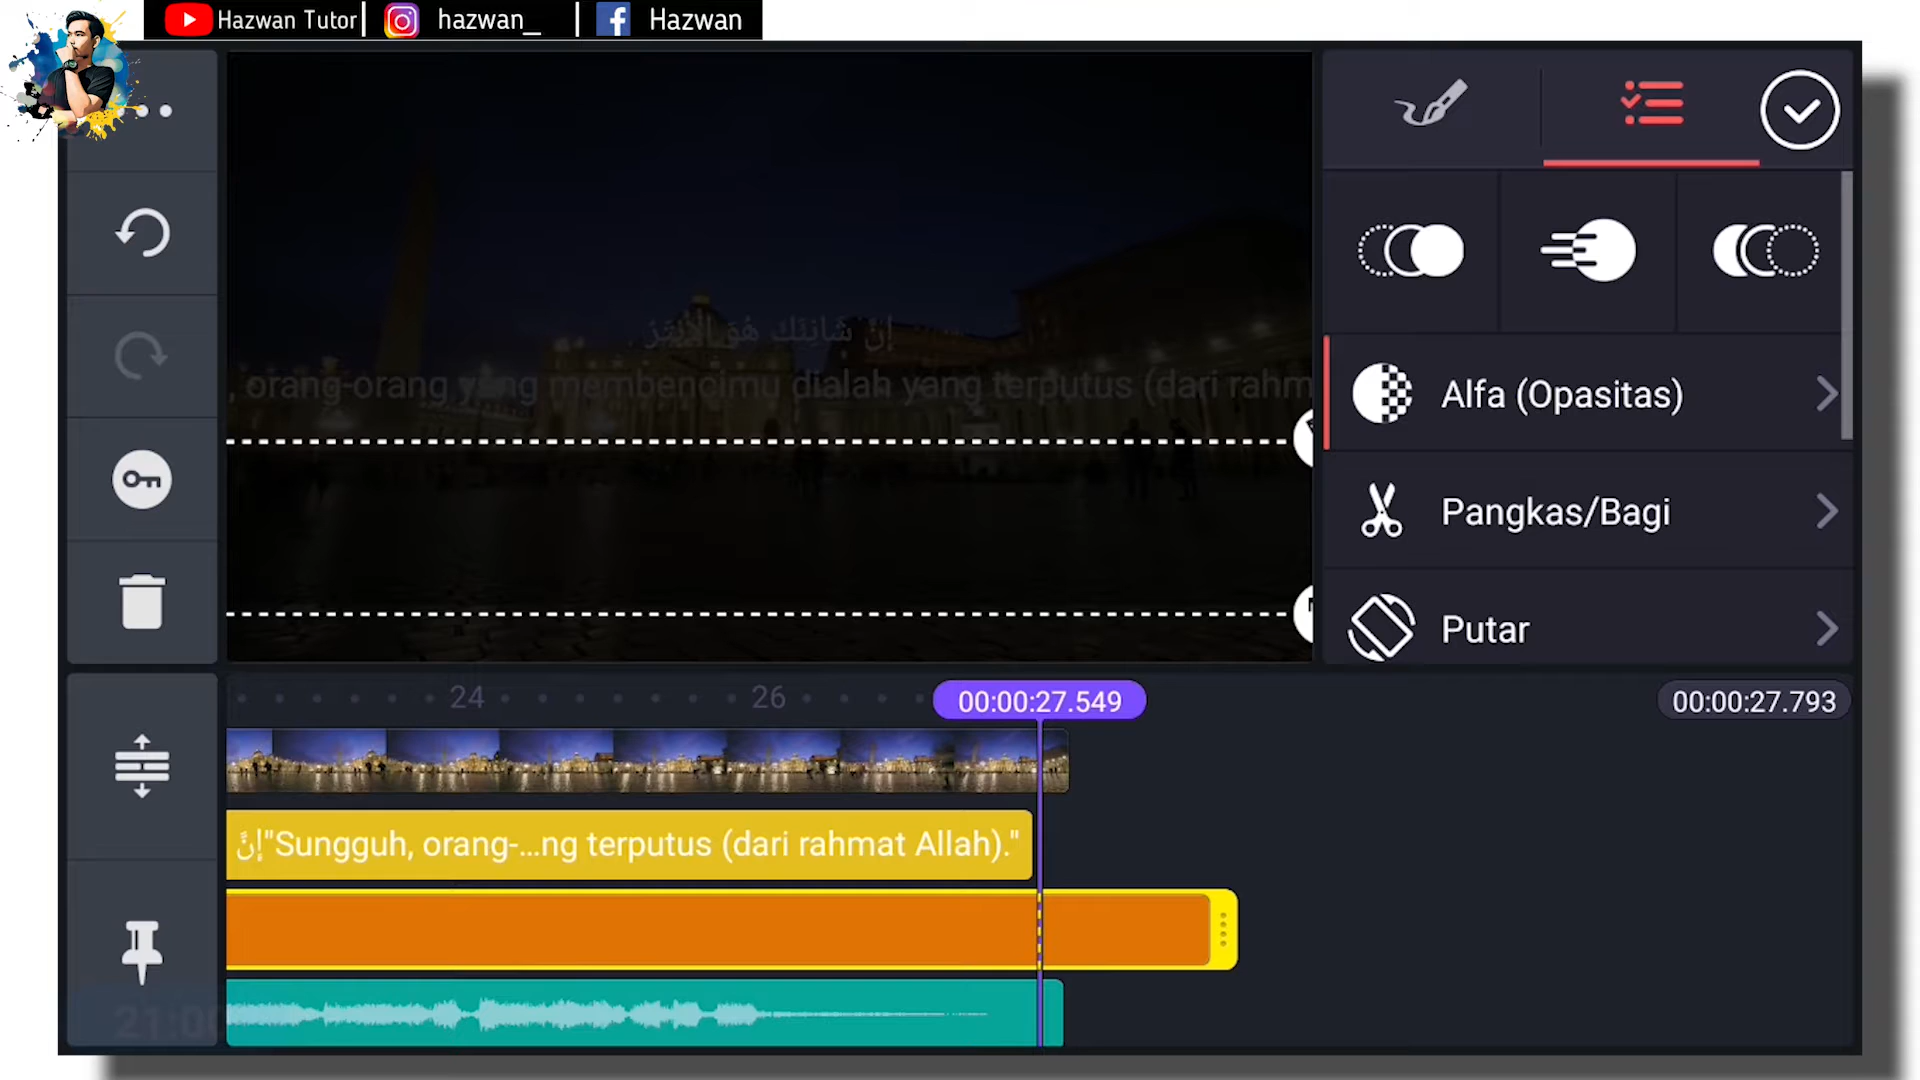 Hazwan Tutor| hazwan_ | Hazwan
إِنَّ شَانِئَكَ هُوَ الْأَبْتَرُ
, orang-orang yang membencimu dialah yang terputus (dari rahm
Alfa (Opasitas)
Pangkas/Bagi
Putar
24 26 00:00:27.549 00:00:27.793
إِنَّ"Sungguh, orang-...ng terputus (dari rahmat Allah)."